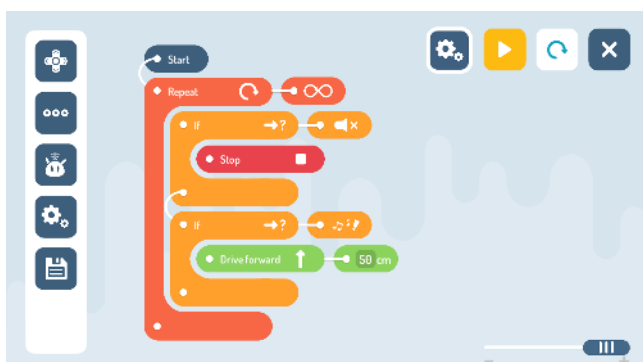 Start
Repeat
If
Stop
If
Drive forward 50 cm